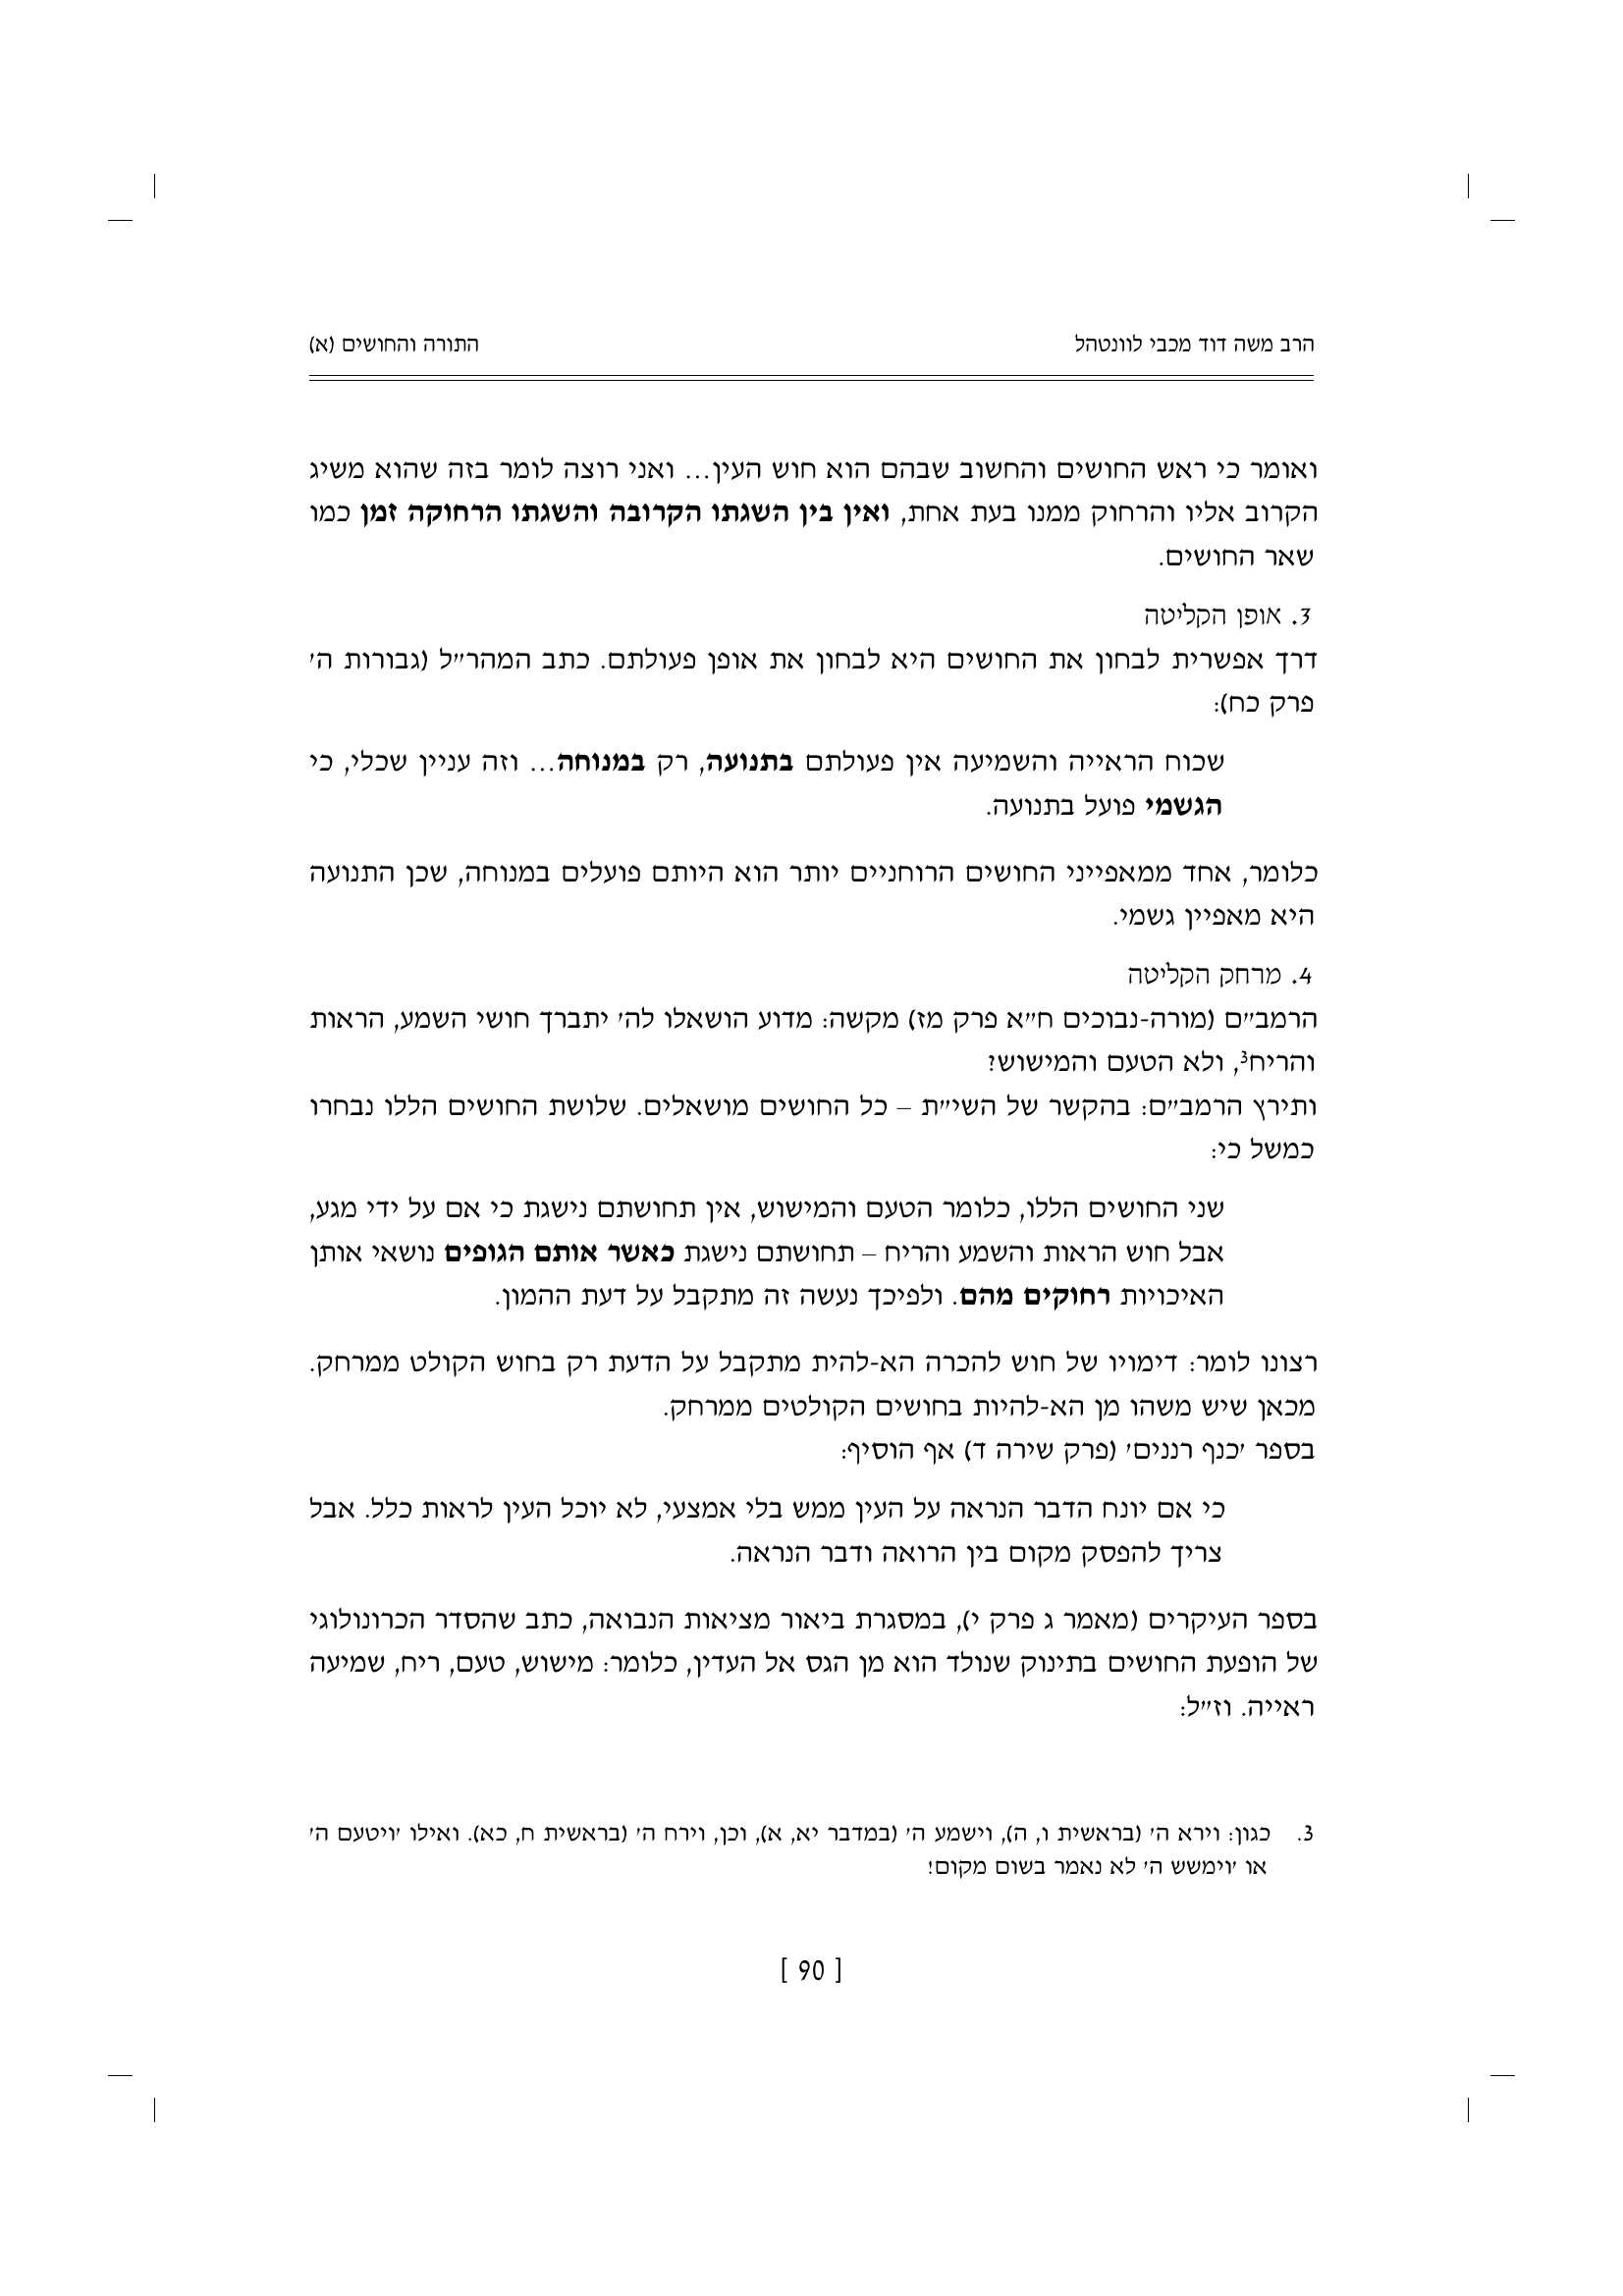 הרב משה דוד מכבי לוונטהל
התורה והחושים (א)
ואומר כי ראש החושים והחשוב שבהם הוא חוש העין... ואני רוצה לומר בזה שהוא משיג
הקרוב אליו והרחוק ממנו בעת אחת, ואין בין השגתו הקרובה והשגתו הרחוקה זמן כמו
שאר החושים.
3. אופן הקליטה
דרך אפשרית לבחון את החושים היא לבחון את אופן פעולתם. כתב המהר״ל (גבורות ה׳
פרק כח):
שכוח הראייה והשמיעה אין פעולתם בתנועה, רק במנוחה... וזה עניין שכלי, כי
הגשמי פועל בתנועה.
כלומר, אחד ממאפייני החושים הרוחניים יותר הוא היותם פועלים במנוחה, שכן התנועה
היא מאפיין גשמי.
4. מרחק הקליטה
הרמב״ם (מורה-נבוכים ח״א פרק מז) מקשה: מדוע הושאלו לה׳ יתברך חושי השמע, הראות
והריח³, ולא הטעם והמישוש?
ותירץ הרמב״ם: בהקשר של השי״ת – כל החושים מושאלים. שלושת החושים הללו נבחרו
כמשל כי:
שני החושים הללו, כלומר הטעם והמישוש, אין תחושתם נישגת כי אם על ידי מגע,
אבל חוש הראות והשמע והריח – תחושתם נישגת כאשר אותם הגופים נושאי אותן
האיכויות רחוקים מהם. ולפיכך נעשה זה מתקבל על דעת ההמון.
רצונו לומר: דימויו של חוש להכרה הא-להית מתקבל על הדעת רק בחוש הקולט ממרחק.
מכאן שיש משהו מן הא-להיות בחושים הקולטים ממרחק.
בספר ׳כנף רננים׳ (פרק שירה ד) אף הוסיף:
כי אם יונח הדבר הנראה על העין ממש בלי אמצעי, לא יוכל העין לראות כלל. אבל
צריך להפסק מקום בין הרואה ודבר הנראה.
בספר העיקרים (מאמר ג פרק י), במסגרת ביאור מציאות הנבואה, כתב שהסדר הכרונולוגי
של הופעת החושים בתינוק שנולד הוא מן הגס אל העדין, כלומר: מישוש, טעם, ריח, שמיעה
ראייה. וז״ל:
3. כגון: וירא ה׳ (בראשית ו, ה), וישמע ה׳ (במדבר יא, א), וכן, וירח ה׳ (בראשית ח, כא). ואילו ׳ויטעם ה׳
או ׳וימשש ה׳ לא נאמר בשום מקום!
[ 90 ]